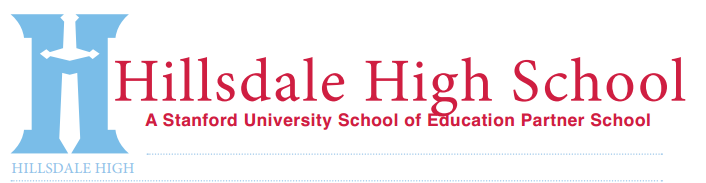 Hillsdale High School
A Stanford University School of Education Partner School
HILLSDALE HIGH